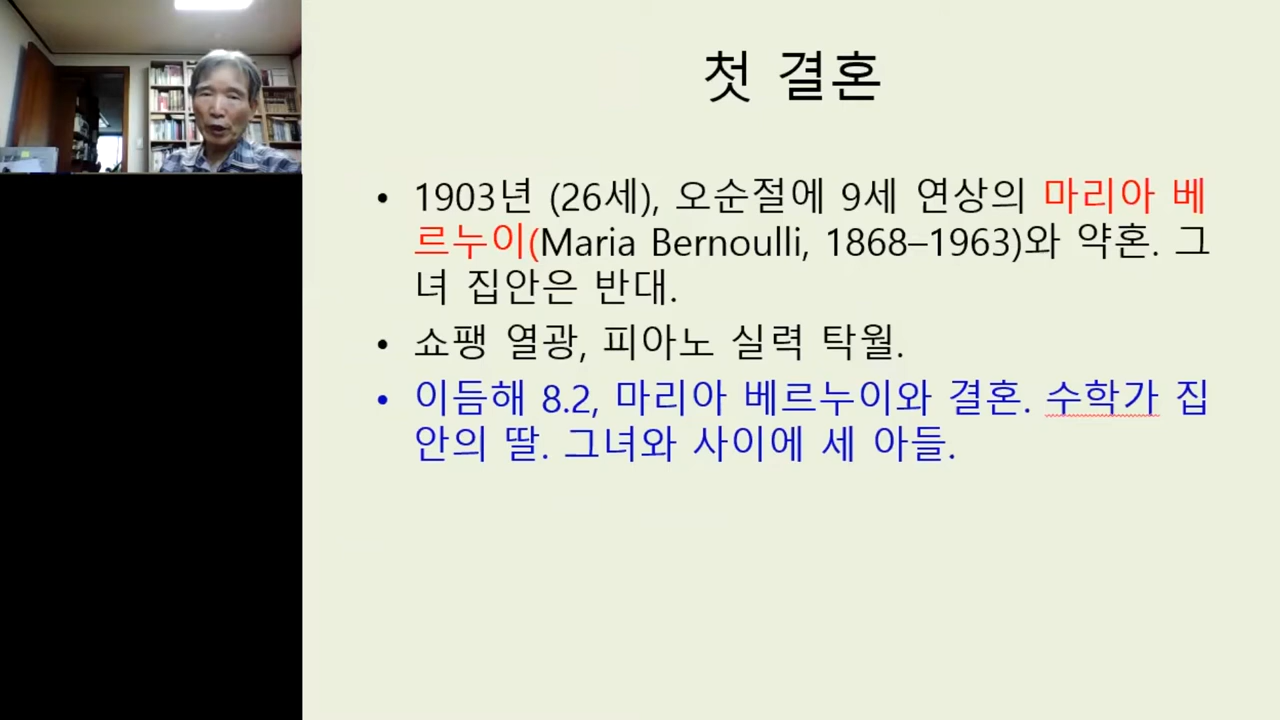 첫 결혼
• 1903년 (26세), 오순절에 9세 연상의 마리아 베
르누이(Maria Bernoulli, 1868–1963)와 약혼. 그
녀 집안은 반대.
• 쇼팽 열광, 피아노 실력 탁월.
• 이듬해 8.2, 마리아 베르누이와 결혼. 수학가 집
안의 딸. 그녀와 사이에 세 아들.